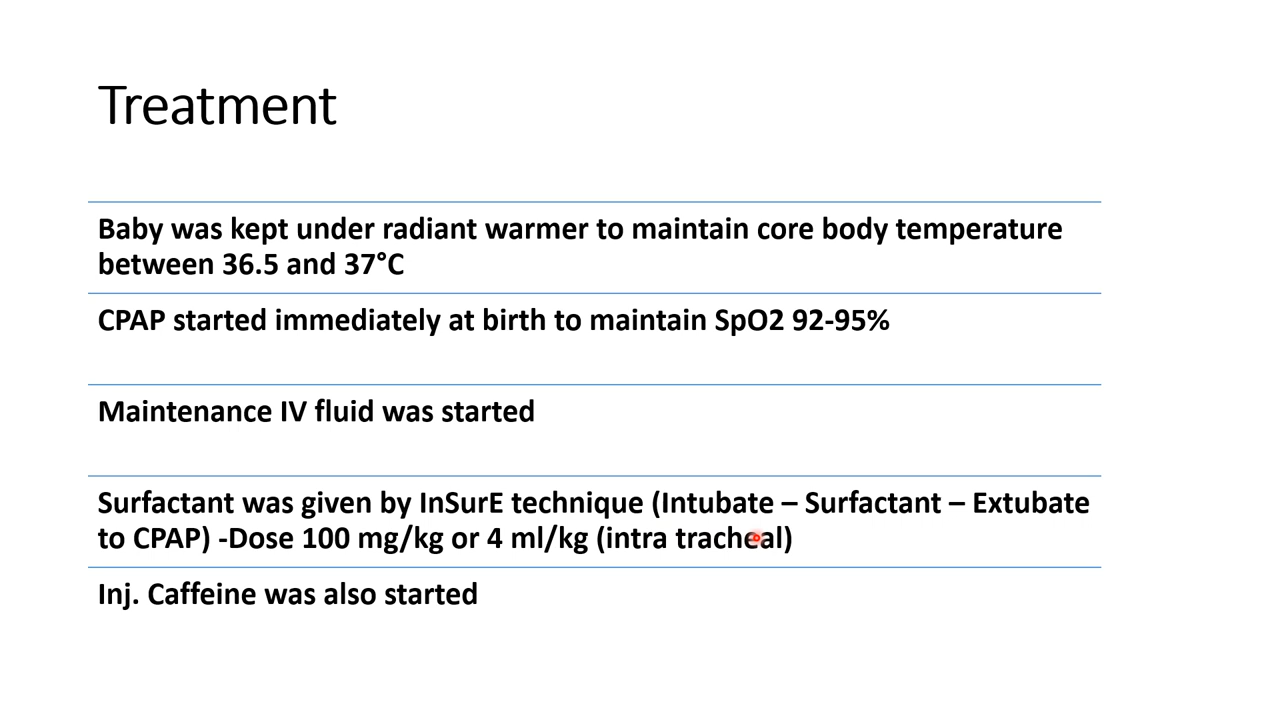 Treatment
Baby was kept under radiant warmer to maintain core body temperature
between 36.5 and 37°C
CPAP started immediately at birth to maintain SpO2 92-95%
Maintenance IV fluid was started
Surfactant was given by InSurE technique (Intubate – Surfactant – Extubate
to CPAP) -Dose 100 mg/kg or 4 ml/kg (intra tracheal)
Inj. Caffeine was also started